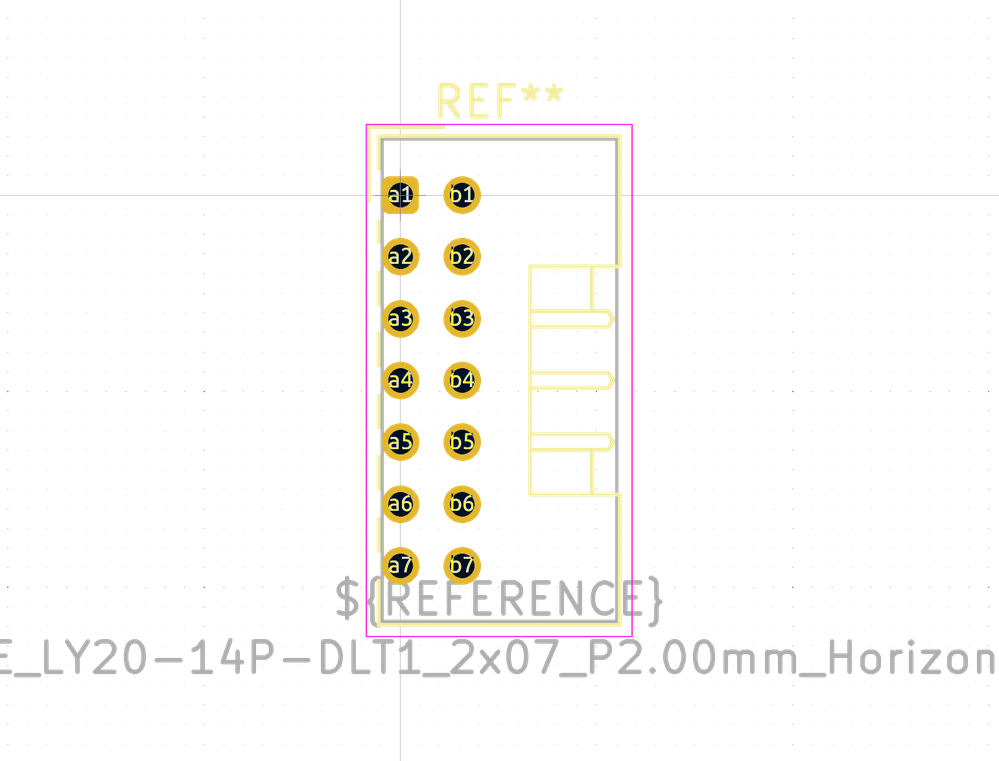 REF**
a1 b1
a2 b2
a3 b3
a4 b4
a5 b5
a6 b6
a7 b7
${REFERENCE}
E_LY20-14P-DLT1_2x07_P2.00mm_Horizon